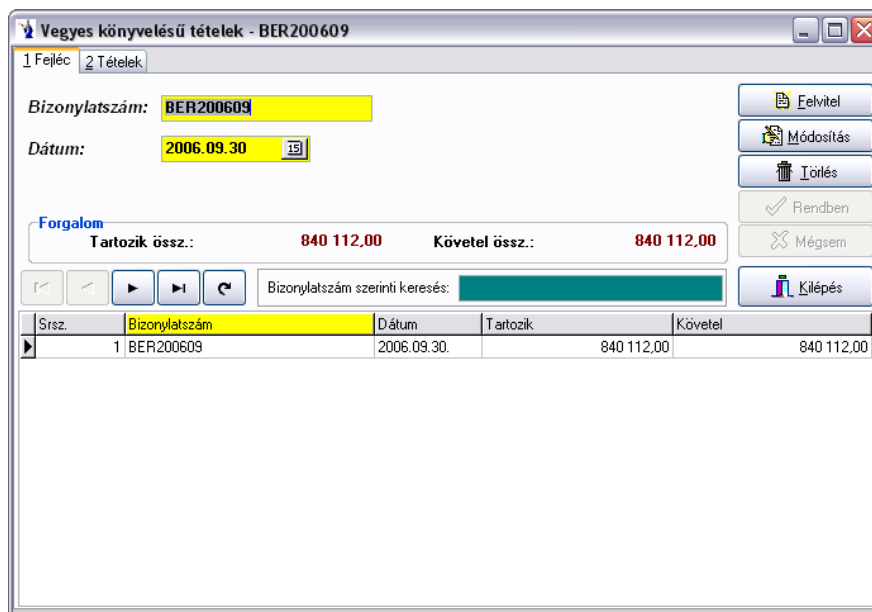 Vegyes könyvelésű tételek - BER200609
1 Fejléc 2 Tételek
Bizonylatszám: BER200609
Felvitel
Módosítás
Dátum: 2006.09.30 15
Törlés
Rendben
Forgalom
Tartozik össz.: 840 112,00 Követel össz.: 840 112,00
Mégsem
Bizonylatszám szerinti keresés:
Kilépés
Srsz. Bizonylatszám Dátum Tartozik Követel
1 BER200609 2006.09.30. 840 112,00 840 112,00